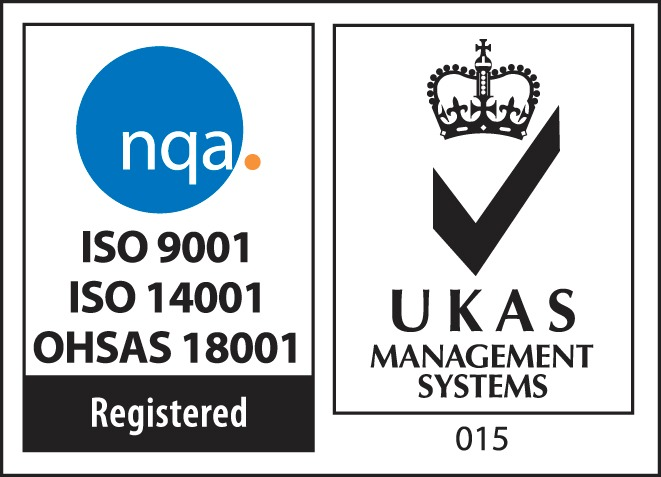 nqa.
ISO 9001
ISO 14001
OHSAS 18001
Registered
UKAS
MANAGEMENT
SYSTEMS
015